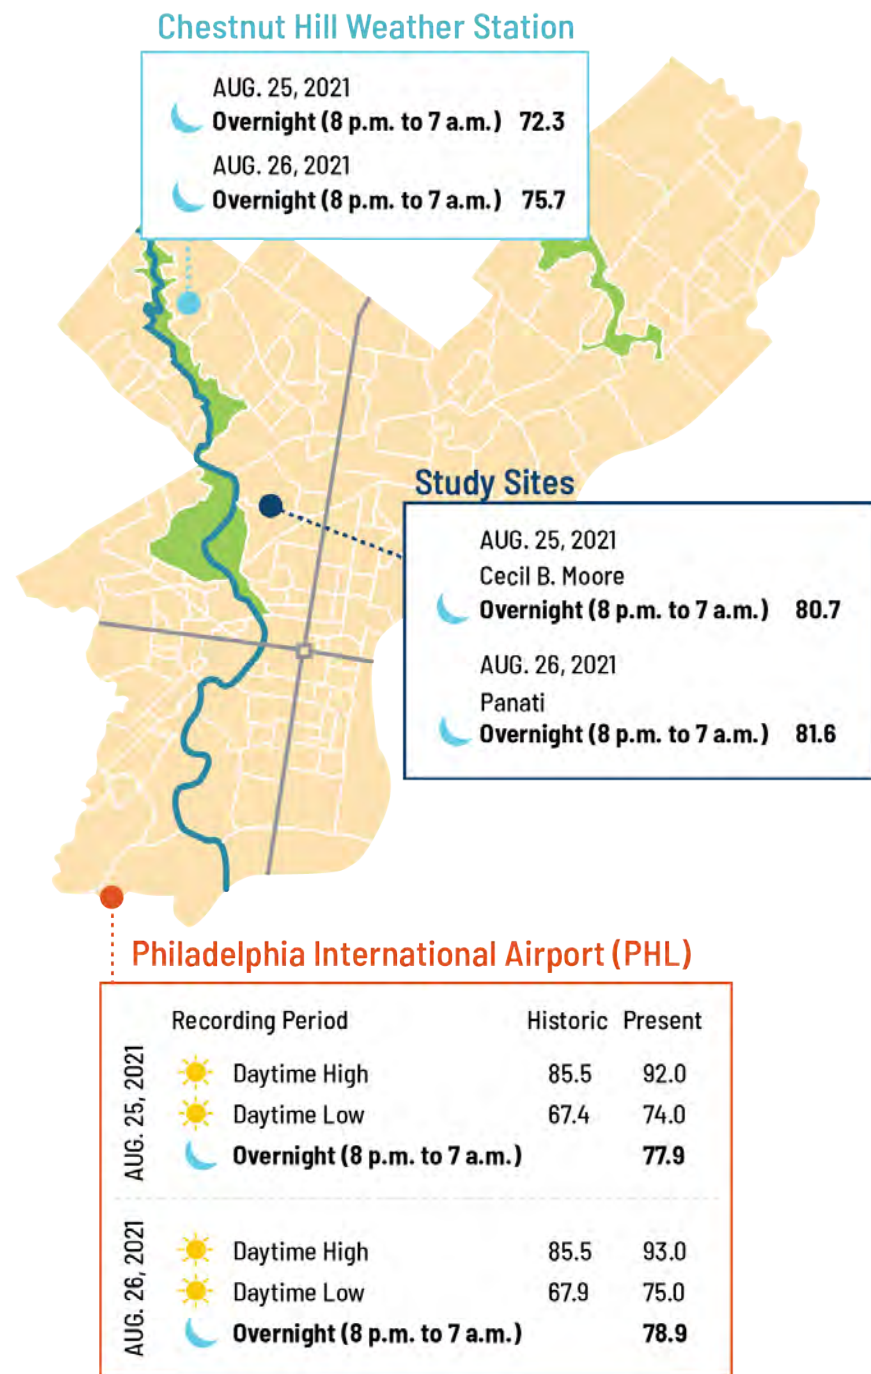 Chestnut Hill Weather Station
AUG. 25, 2021
Overnight (8 p.m. to 7 a.m.) 72.3
AUG. 26, 2021
Overnight (8 p.m. to 7 a.m.) 75.7
Study Sites
AUG. 25, 2021
Cecil B. Moore
Overnight (8 p.m. to 7 a.m.) 80.7
AUG. 26, 2021
Panati
Overnight (8 p.m. to 7 a.m.) 81.6
Philadelphia International Airport (PHL)
Recording Period Historic Present
AUG. 25, 2021
Daytime High 85.5 92.0
Daytime Low 67.4 74.0
Overnight (8 p.m. to 7 a.m.) 77.9
AUG. 26, 2021
Daytime High 85.5 93.0
Daytime Low 67.9 75.0
Overnight (8 p.m. to 7 a.m.) 78.9